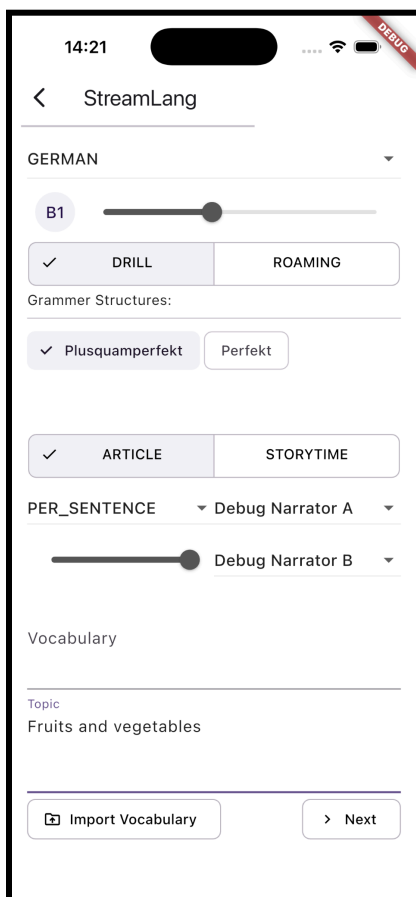 14:21
DEBUG
StreamLang
GERMAN
B1
DRILL ROAMING
Grammer Structures:
Plusquamperfekt Perfekt
ARTICLE STORYTIME
PER_SENTENCE Debug Narrator A
Debug Narrator B
Vocabulary
Topic
Fruits and vegetables
Import Vocabulary Next